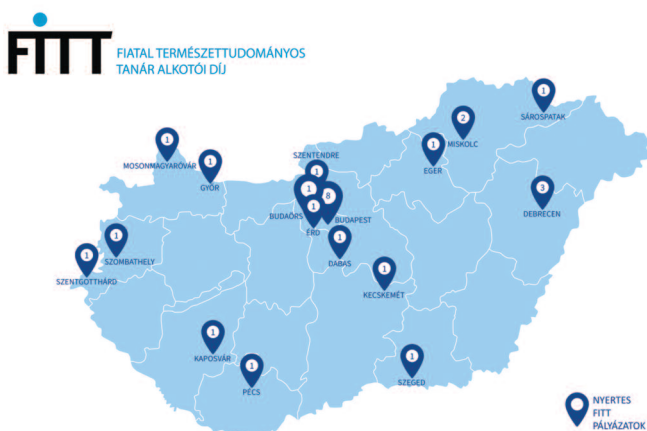 FITT
FIATAL TERMÉSZETTUDOMÁNYOS
TANÁR ALKOTÓI DÍJ
1
SÁROSPATAK
2
MISKOLC
1
EGER
1
MOSONMAGYARÓVÁR
1
GYŐR
SZENTENDRE
1
1
BUDAÖRS
8
BUDAPEST
1
ÉRD
3
DEBRECEN
1
DABAS
1
SZOMBATHELY
1
SZENTGOTTHÁRD
1
KECSKEMÉT
1
KAPOSVÁR
1
PÉCS
1
SZEGED
NYERTES
FITT
PÁLYÁZATOK